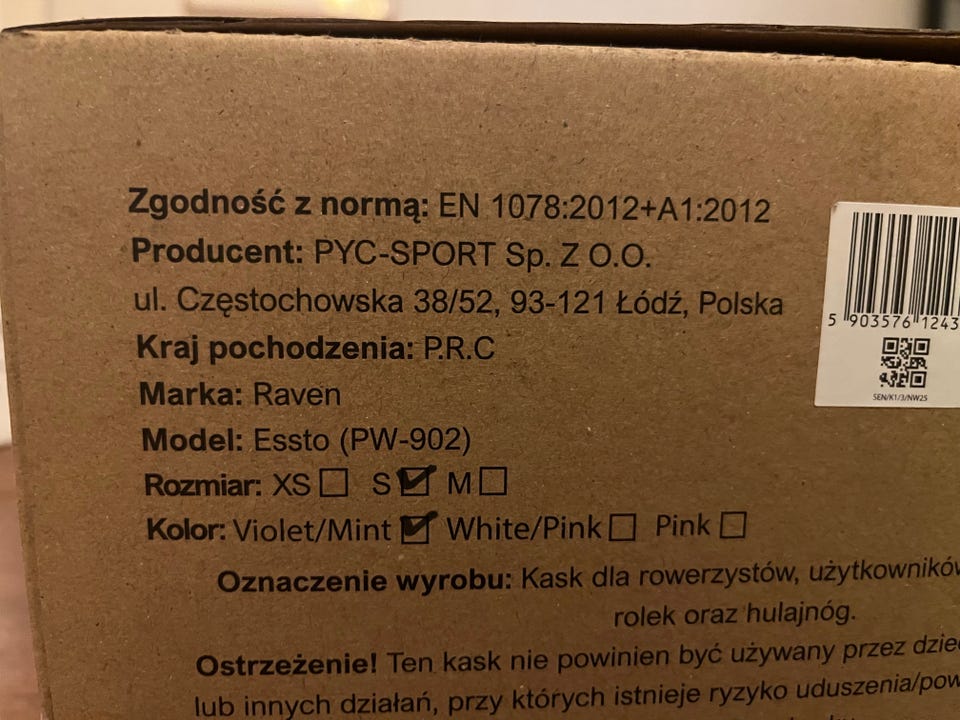 Zgodność z normą: EN 1078:2012+A1:2012
Producent: PYC-SPORT Sp. Z O.O.
ul. Częstochowska 38/52, 93-121 Łódź, Polska
Kraj pochodzenia: P.R.C
Marka: Raven
Model: Essto (PW-902)
Rozmiar: XS☐ S☑ M☐
Kolor: Violet/Mint☑ White/Pink☐ Pink☐
Oznaczenie wyrobu: Kask dla rowerzystów, użytkowników
rolek oraz hulajnóg.
Ostrzeżenie! Ten kask nie powinien być używany przez
lub innych działań, przy których istnieje ryzyko uduszenia/
5 903576 1243
SEN/K1/3/NW25